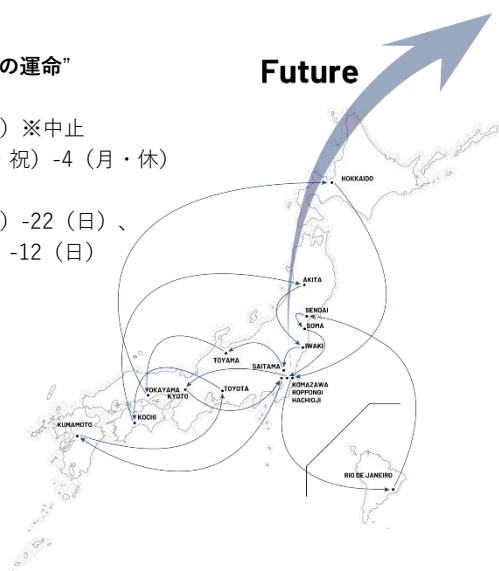 の運命”
）※中止
・祝）-4（月・休）
）-22（日）、
-12（日）
Future
HOKKAIDO
AKITA
SENDAI
SOMA
IWAKI
TOYAMA
SAITAMA
KOMAZAWA
ROPPONGI
HACHIOJI
OKAYAMA
KYOTO
TOYOTA
KOCHI
KUMAMOTO
RIO DE JANEIRO